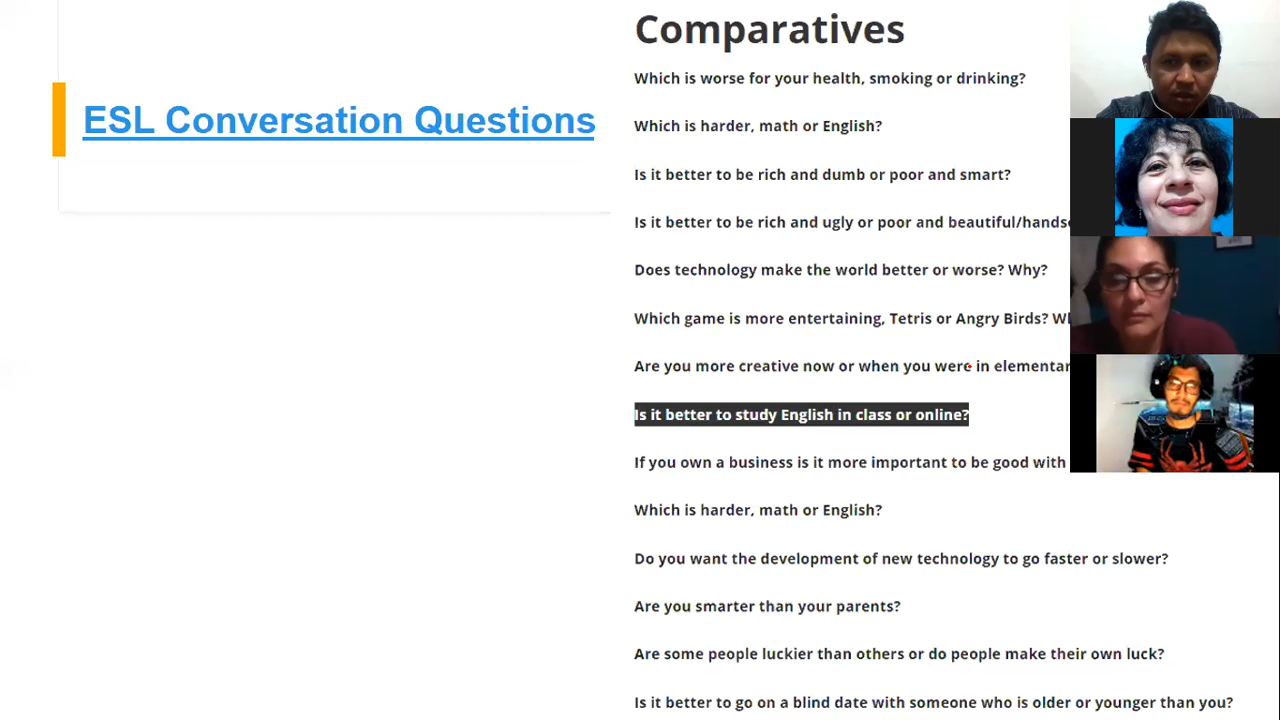 ESL Conversation Questions
Comparatives
Which is worse for your health, smoking or drinking?
Which is harder, math or English?
Is it better to be rich and dumb or poor and smart?
Is it better to be rich and ugly or poor and beautiful/hands
Does technology make the world better or worse? Why?
Which game is more entertaining, Tetris or Angry Birds? W
Are you more creative now or when you were in elementar
Is it better to study English in class or online?
If you own a business is it more important to be good with
Which is harder, math or English?
Do you want the development of new technology to go faster or slower?
Are you smarter than your parents?
Are some people luckier than others or do people make their own luck?
Is it better to go on a blind date with someone who is older or younger than you?